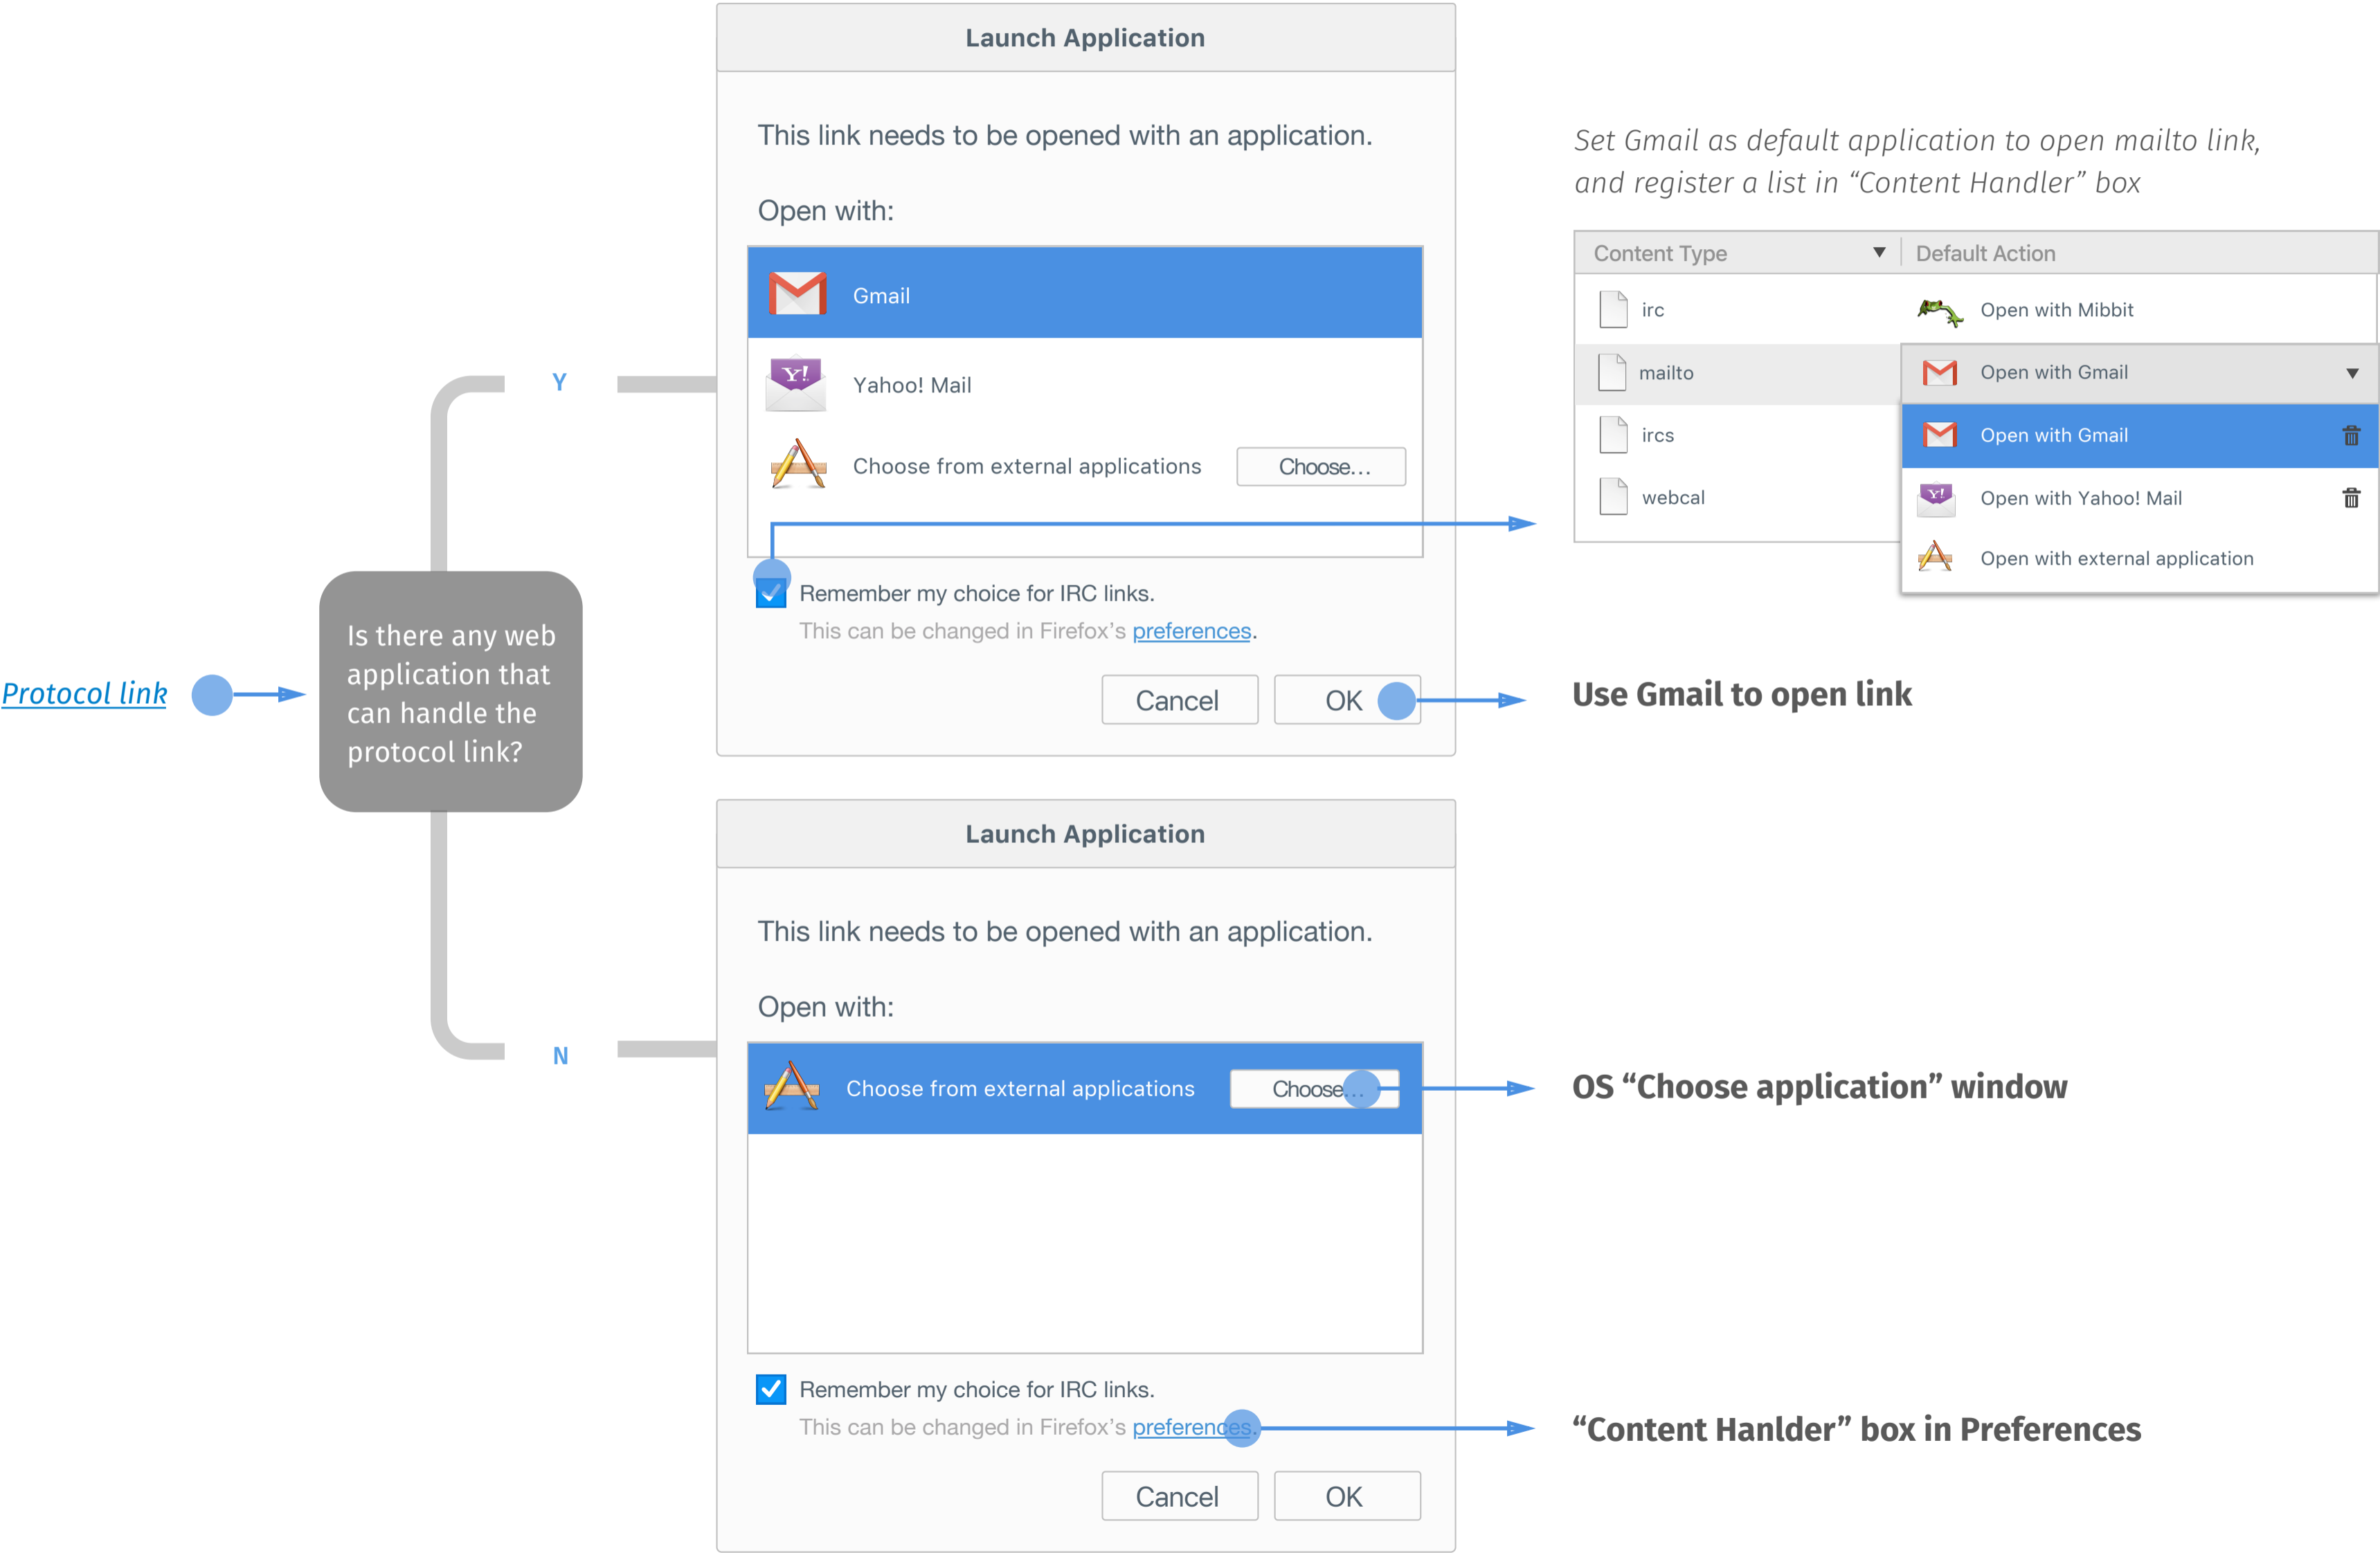 Protocol link
Is there any web
application that
can handle the
protocol link?
Y
N
Launch Application
This link needs to be opened with an application.
Open with:
Gmail
Yahoo! Mail
Choose from external applications
Choose...
Remember my choice for IRC links.
This can be changed in Firefox’s preferences.
Cancel
OK
Set Gmail as default application to open mailto link,
and register a list in “Content Handler” box
Content Type
Default Action
irc
Open with Mibbit
mailto
Open with Gmail
ircs
Open with Gmail
webcal
Open with Yahoo! Mail
Open with external application
Use Gmail to open link
Launch Application
This link needs to be opened with an application.
Open with:
Choose from external applications
Choose...
Remember my choice for IRC links.
This can be changed in Firefox’s preferences.
Cancel
OK
OS “Choose application” window
“Content Hanlder” box in Preferences